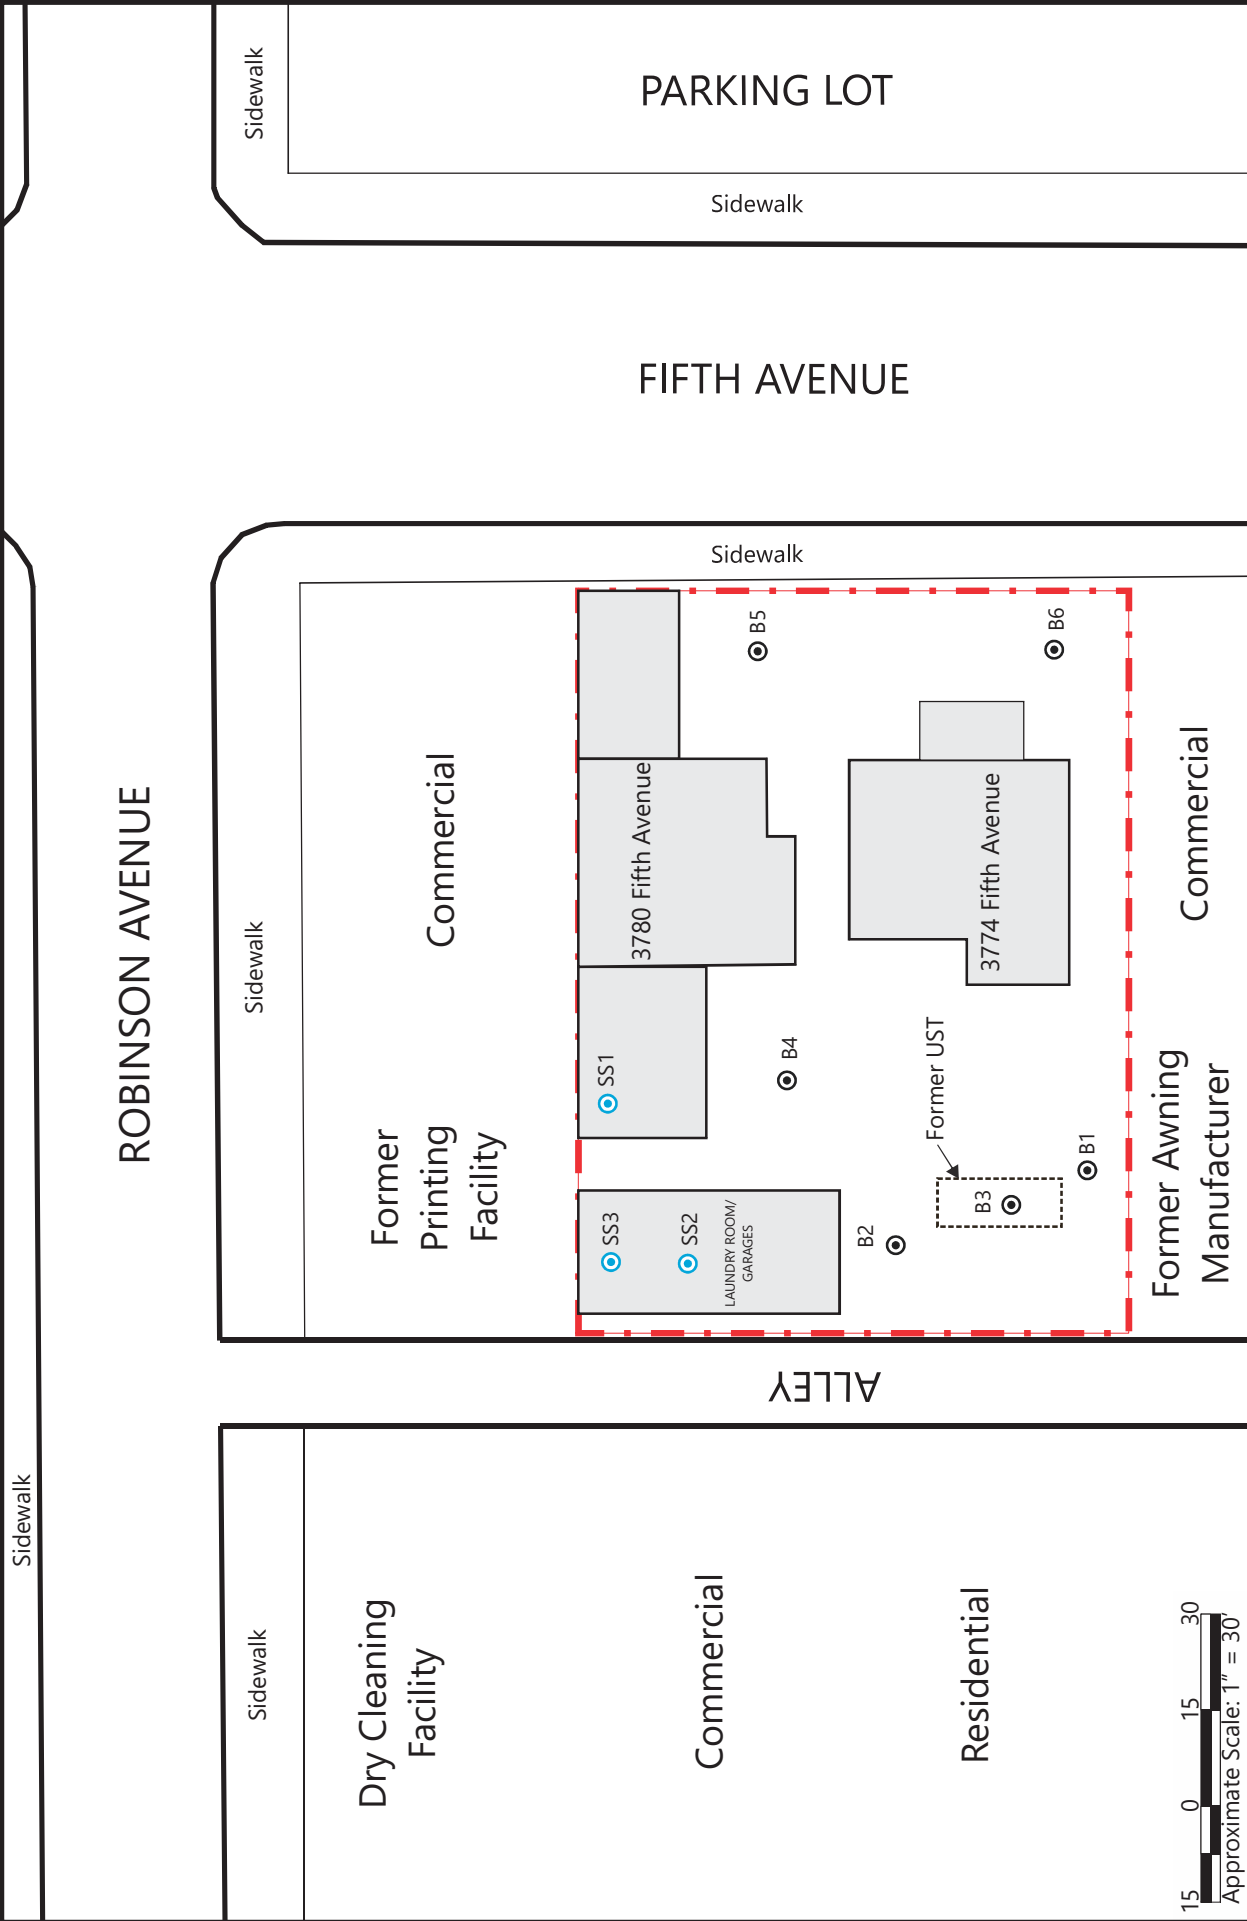 Sidewalk
PARKING LOT
Sidewalk
FIFTH AVENUE
Sidewalk
ROBINSON AVENUE
Sidewalk
Commercial
Former
Printing
Facility
3780 Fifth Avenue
B5
B6
3774 Fifth Avenue
Commercial
SS1
B4
Former UST
B1
B3
B2
SS3
SS2
LAUNDRY ROOM/
GARAGES
Former Awning
Manufacturer
ALLEY
Sidewalk
Sidewalk
Dry Cleaning
Facility
Commercial
Residential
15 0 15 30
Approximate Scale: 1" = 30'